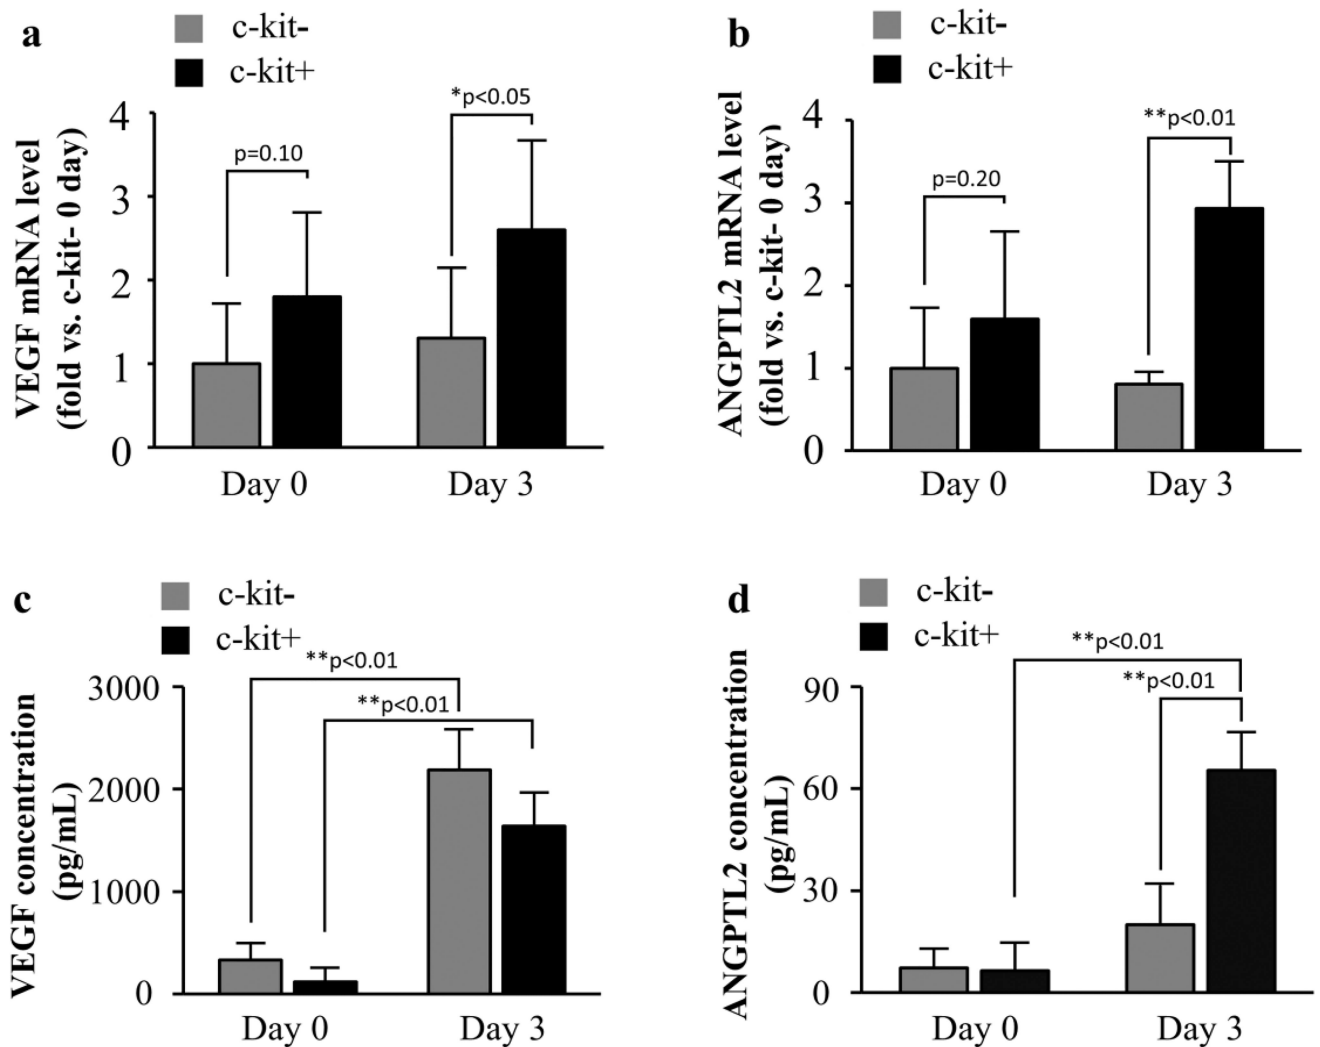 a
c-kit-
c-kit+
VEGF mRNA level
(fold vs. c-kit- 0 day)
4
3
2
1
0
p=0.10
*p<0.05
Day 0
Day 3
b
c-kit-
c-kit+
ANGPTL2 mRNA level
(fold vs. c-kit- 0 day)
4
3
2
1
0
p=0.20
**p<0.01
Day 0
Day 3
c
c-kit-
c-kit+
VEGF concentration
(pg/mL)
3000
2000
1000
0
**p<0.01
**p<0.01
Day 0
Day 3
d
c-kit-
c-kit+
ANGPTL2 concentration
(pg/mL)
90
60
30
0
**p<0.01
**p<0.01
Day 0
Day 3